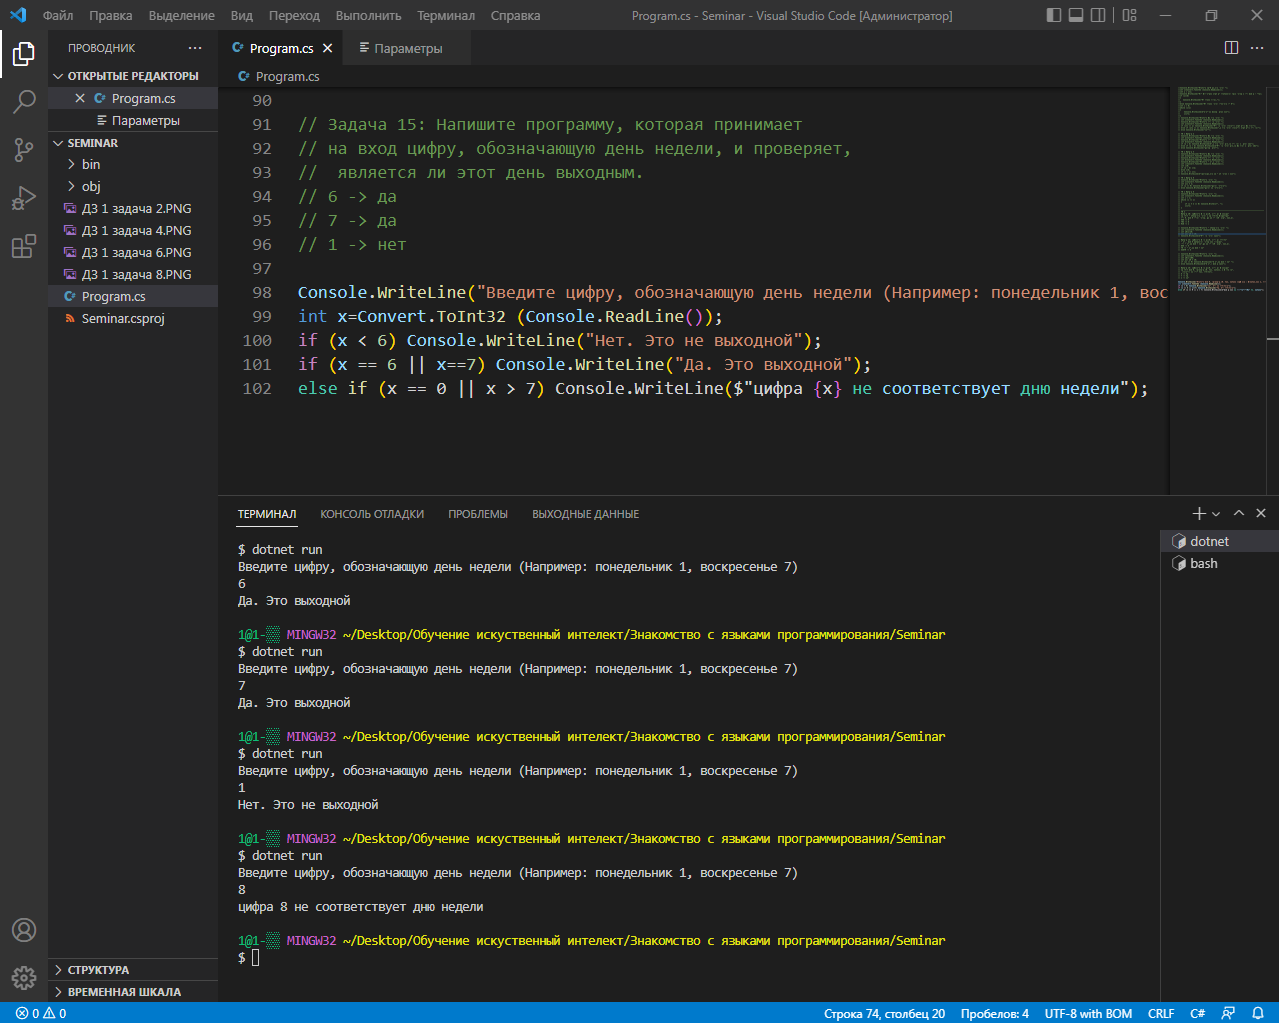 Файл Правка Выделение Вид Переход Выполнить Терминал Справка Program.cs - Seminar - Visual Studio Code [Администратор]
ПРОВОДНИК ...
ОТКРЫТЫЕ РЕДАКТОРЫ
Program.cs
Параметры
SEMINAR
bin
obj
ДЗ 1 задача 2.PNG
ДЗ 1 задача 4.PNG
ДЗ 1 задача 6.PNG
ДЗ 1 задача 8.PNG
Program.cs
Seminar.csproj
СТРУКТУРА
ВРЕМЕННАЯ ШКАЛА
Program.cs Параметры
Program.cs
90
91 // Задача 15: Напишите программу, которая принимает
92 // на вход цифру, обозначающую день недели, и проверяет,
93 //  является ли этот день выходным.
94 // 6 -> да
95 // 7 -> да
96 // 1 -> нет
97
98 Console.WriteLine("Введите цифру, обозначающую день недели (Например: понедельник 1, вос
99 int x=Convert.ToInt32 (Console.ReadLine());
100 if (x < 6) Console.WriteLine("Нет. Это не выходной");
101 if (x == 6 || x==7) Console.WriteLine("Да. Это выходной");
102 else if (x == 0 || x > 7) Console.WriteLine($"цифра {x} не соответствует дню недели");
ТЕРМИНАЛ КОНСОЛЬ ОТЛАДКИ ПРОБЛЕМЫ ВЫХОДНЫЕ ДАННЫЕ
dotnet
bash
$ dotnet run
Введите цифру, обозначающую день недели (Например: понедельник 1, воскресенье 7)
6
Да. Это выходной
1@1-▒▒ MINGW32 ~/Desktop/Обучение искуственный интелект/Знакомство с языками программирования/Seminar
$ dotnet run
Введите цифру, обозначающую день недели (Например: понедельник 1, воскресенье 7)
7
Да. Это выходной
1@1-▒▒ MINGW32 ~/Desktop/Обучение искуственный интелект/Знакомство с языками программирования/Seminar
$ dotnet run
Введите цифру, обозначающую день недели (Например: понедельник 1, воскресенье 7)
1
Нет. Это не выходной
1@1-▒▒ MINGW32 ~/Desktop/Обучение искуственный интелект/Знакомство с языками программирования/Seminar
$ dotnet run
Введите цифру, обозначающую день недели (Например: понедельник 1, воскресенье 7)
8
цифра 8 не соответствует дню недели
1@1-▒▒ MINGW32 ~/Desktop/Обучение искуственный интелект/Знакомство с языками программирования/Seminar
$
0 0 Строка 74, столбец 20 Пробелов: 4 UTF-8 with BOM CRLF C#